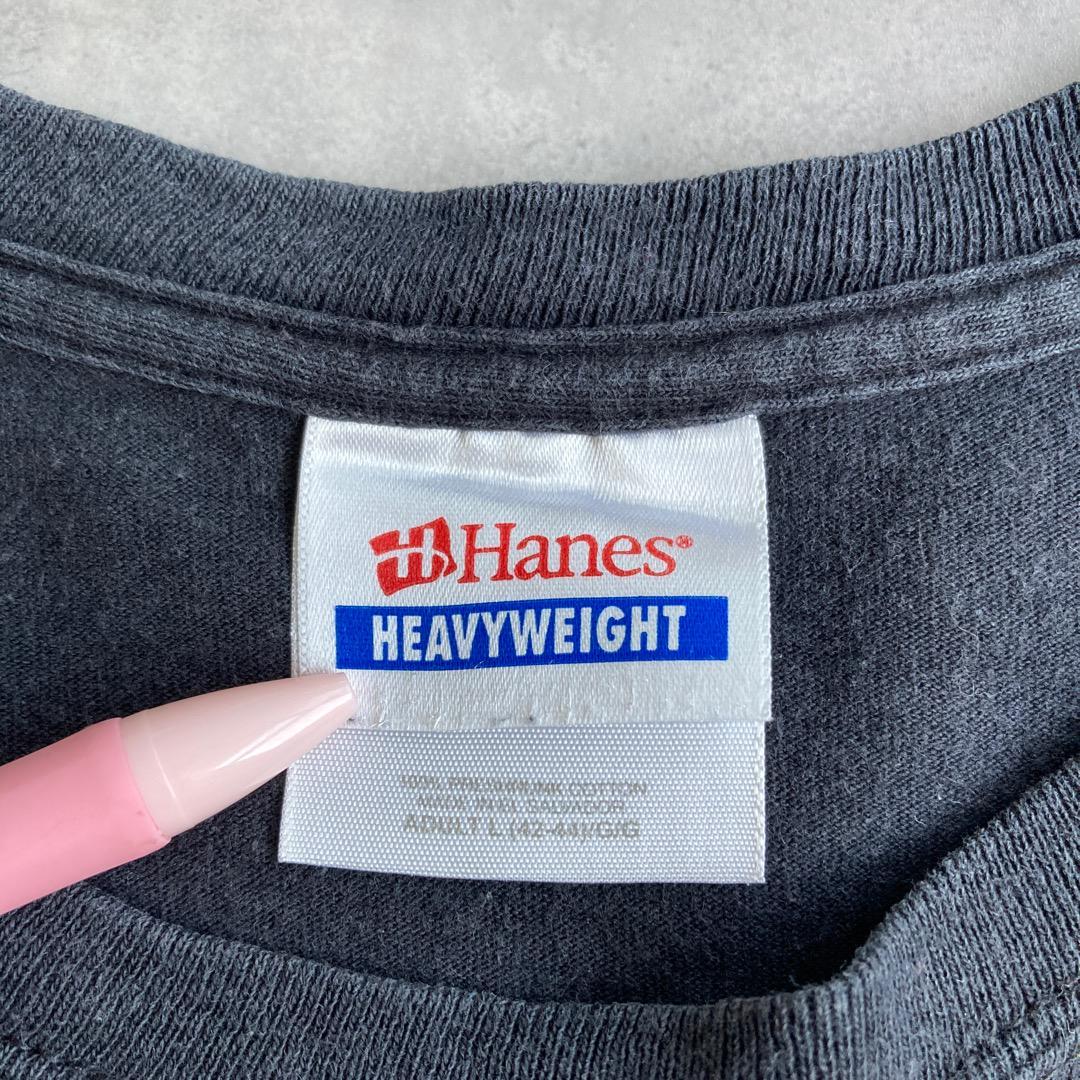 Hanes®
HEAVYWEIGHT
100% PRESHRUNK COTTON
MADE IN EL SALVADOR
ADULT L (42-44)/G/G